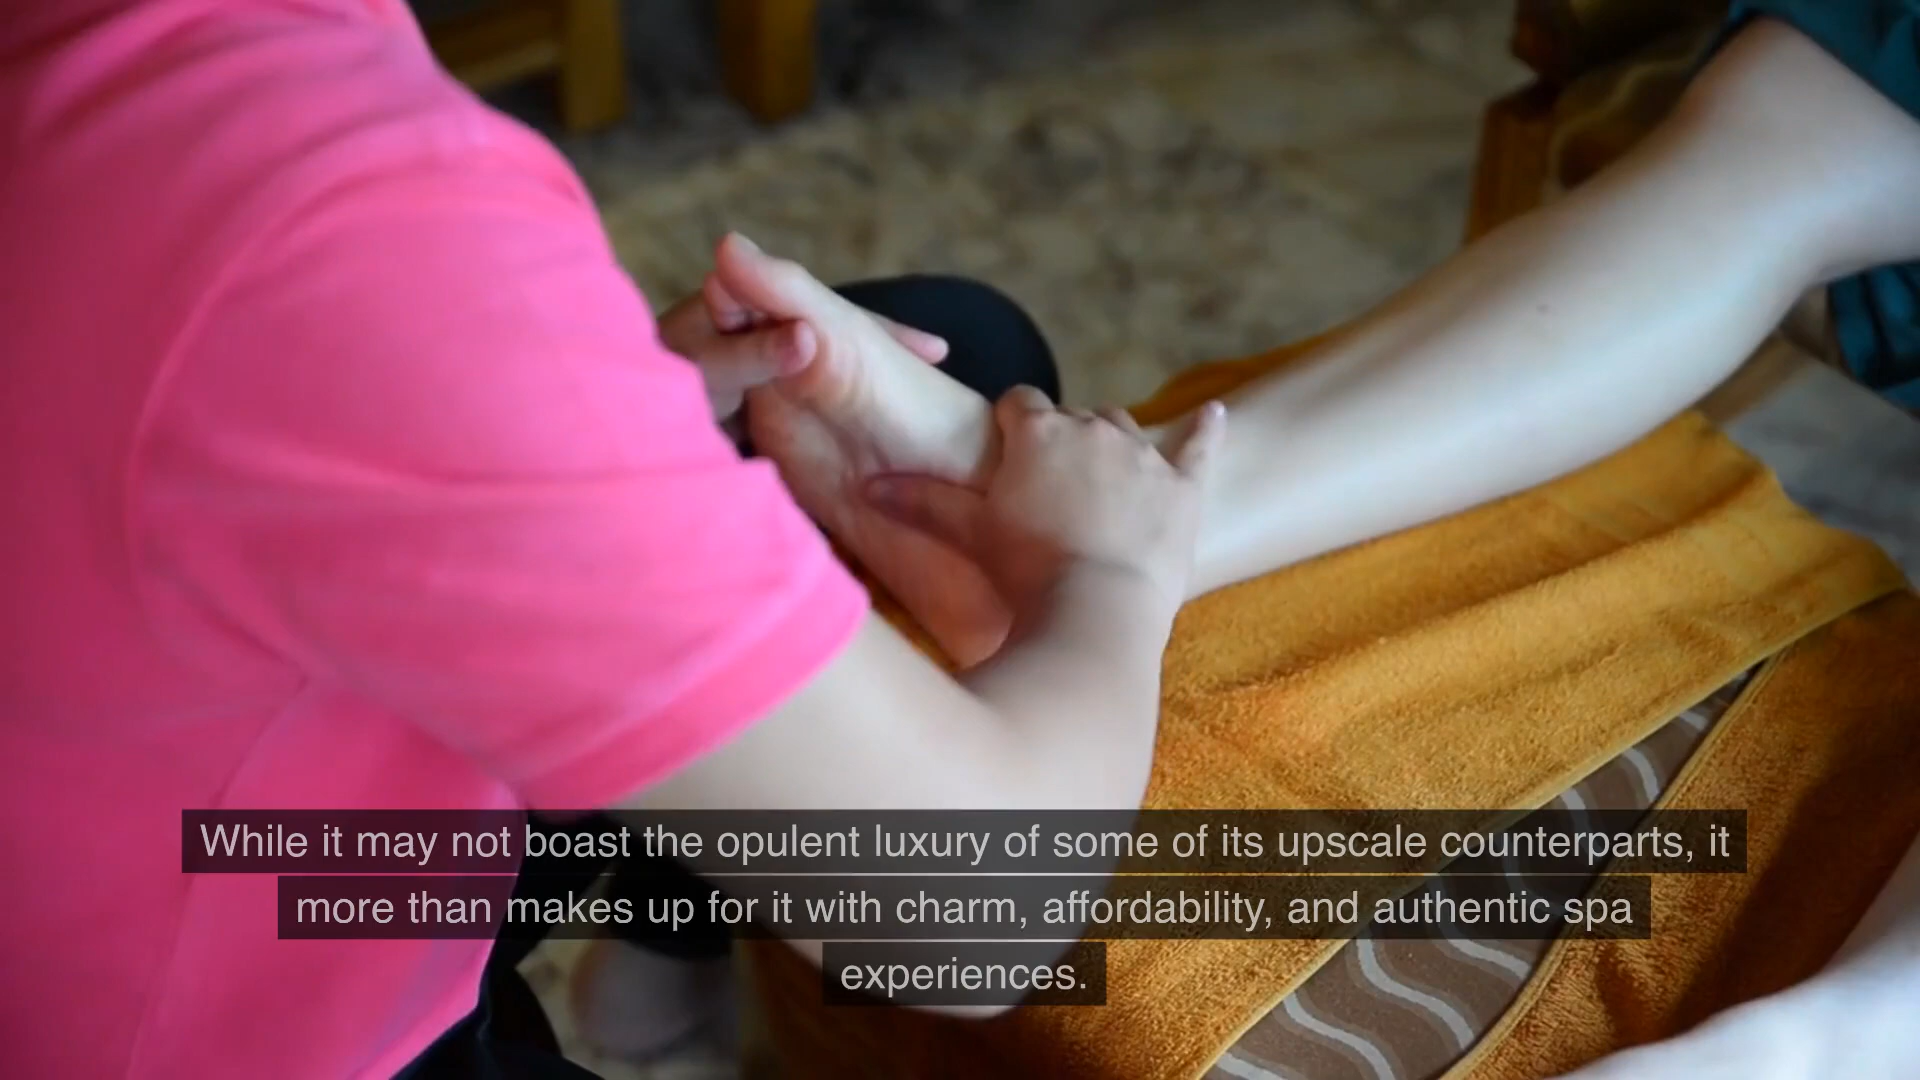 While it may not boast the opulent luxury of some of its upscale counterparts, it
more than makes up for it with charm, affordability, and authentic spa
experiences.